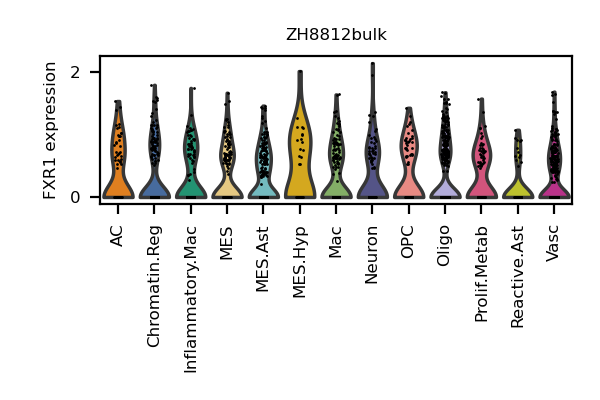 ZH8812bulk
FXR1 expression
2
0
AC
Chromatin.Reg
Inflammatory.Mac
MES
MES.Ast
MES.Hyp
Mac
Neuron
OPC
Oligo
Prolif.Metab
Reactive.Ast
Vasc